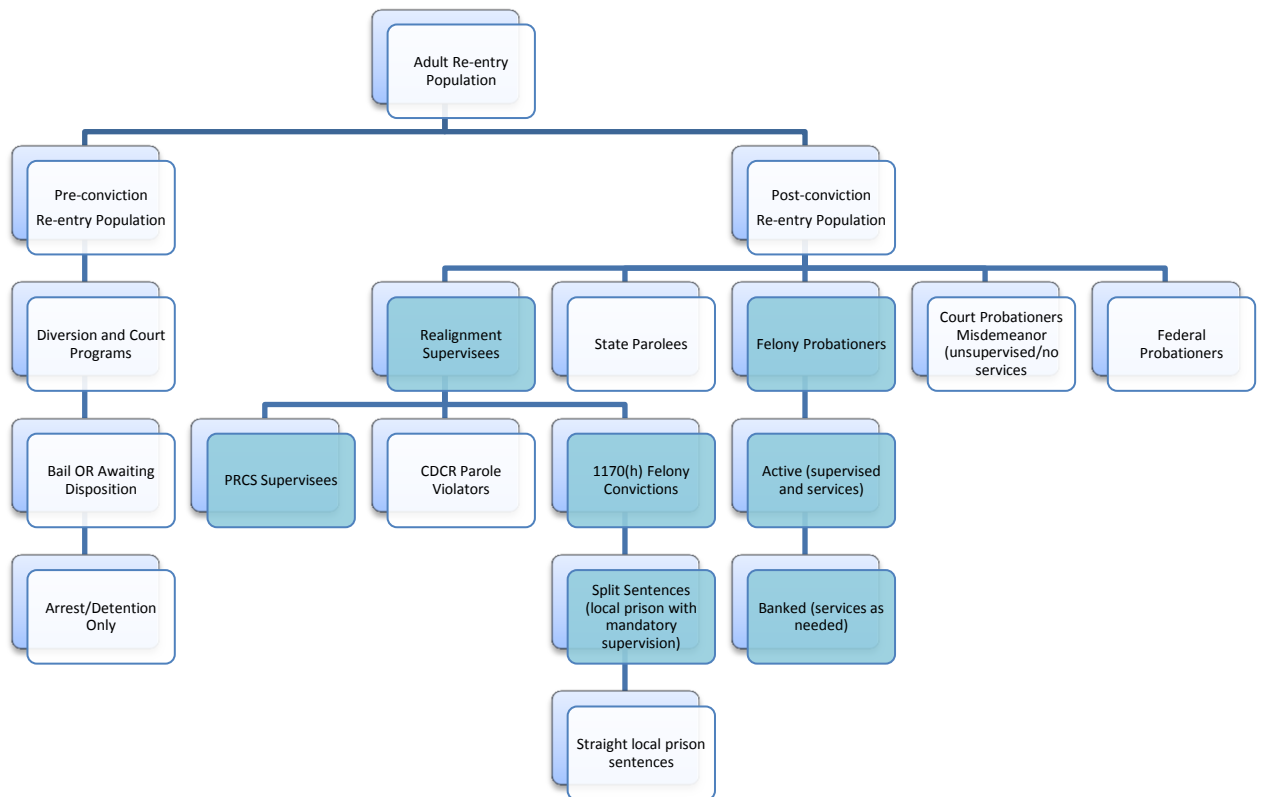 Adult Re-entry
Population
Pre-conviction
Re-entry Population
Post-conviction
Re-entry Population
Diversion and Court
Programs
Realignment
Supervisees
State Parolees
Felony Probationers
Court Probationers
Misdemeanor
(unsupervised/no
services
Federal
Probationers
Bail OR Awaiting
Disposition
PRCS Supervisees
CDCR Parole
Violators
1170(h) Felony
Convictions
Active (supervised
and services)
Arrest/Detention
Only
Split Sentences
(local prison with
mandatory
supervision)
Banked (services as
needed)
Straight local prison
sentences